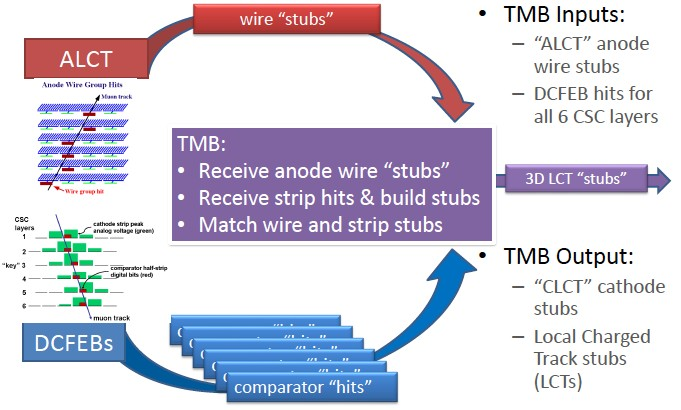 wire “stubs”
ALCT
Anode Wire Group Hits
Muon track
Wire group hit
TMB:
• Receive anode wire “stubs”
• Receive strip hits & build stubs
• Match wire and strip stubs
3D LCT “stubs”
• TMB Inputs:
– “ALCT” anode
wire stubs
– DCFEB hits for
all 6 CSC layers
• TMB Output:
– “CLCT” cathode
stubs
– Local Charged
Track stubs
(LCTs)
CSC
layers
cathode strip peak
analog voltage (green)
1
2
“key” 3
comparator half-strip
digital bits (red)
4
5
6
muon track
DCFEBs
comparator “hits”